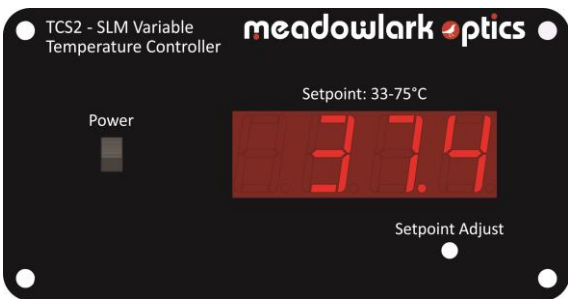 TCS2 - SLM Variable
Temperature Controller
meadowlark optics
Setpoint: 33-75°C
Power
37.4
Setpoint Adjust